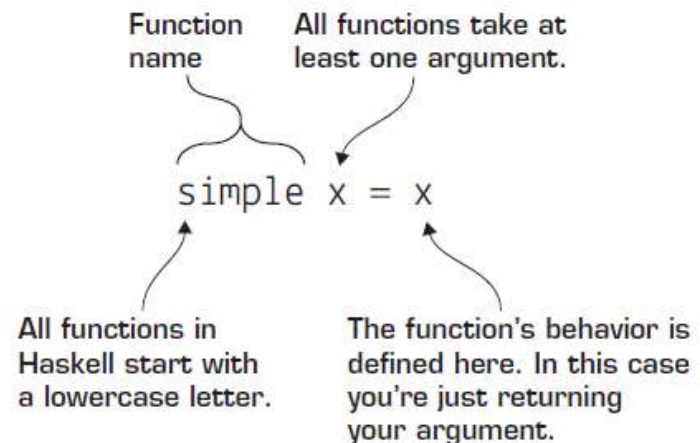 Function
name
All functions take at
least one argument.
simple x = x
All functions in
Haskell start with
a lowercase letter.
The function's behavior is
defined here. In this case
you're just returning
your argument.